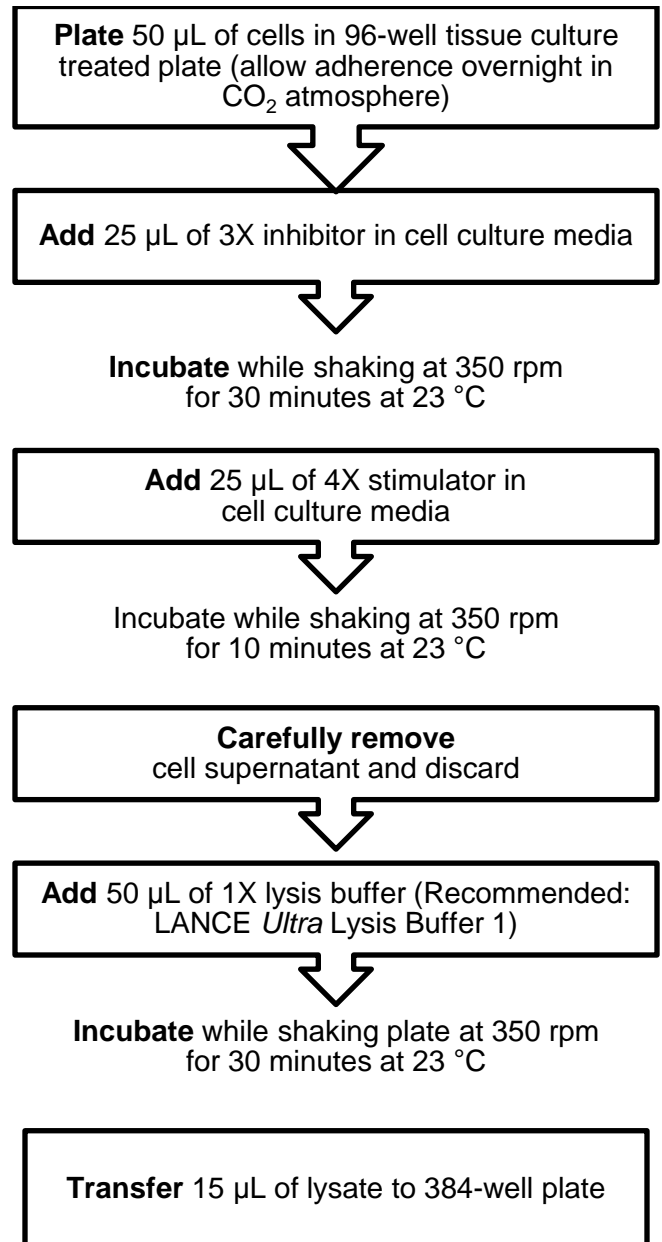 Plate 50 µL of cells in 96-well tissue culture
treated plate (allow adherence overnight in
CO₂ atmosphere)
Add 25 µL of 3X inhibitor in cell culture media
Incubate while shaking at 350 rpm
for 30 minutes at 23 °C
Add 25 µL of 4X stimulator in
cell culture media
Incubate while shaking at 350 rpm
for 10 minutes at 23 °C
Carefully remove
cell supernatant and discard
Add 50 µL of 1X lysis buffer (Recommended:
LANCE Ultra Lysis Buffer 1)
Incubate while shaking plate at 350 rpm
for 30 minutes at 23 °C
Transfer 15 µL of lysate to 384-well plate